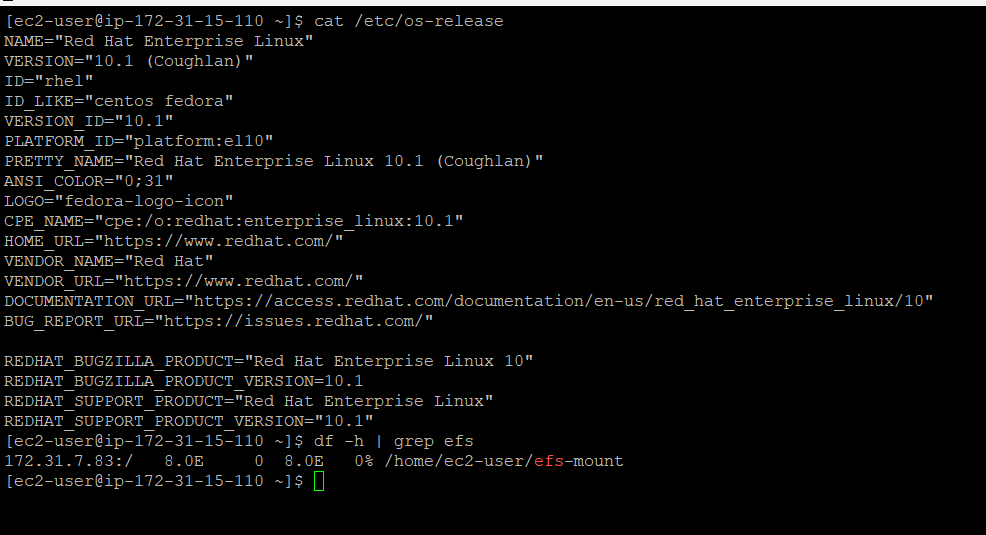 [ec2-user@ip-172-31-15-110 ~]$ cat /etc/os-release
NAME="Red Hat Enterprise Linux"
VERSION="10.1 (Coughlan)"
ID="rhel"
ID_LIKE="centos fedora"
VERSION_ID="10.1"
PLATFORM_ID="platform:el10"
PRETTY_NAME="Red Hat Enterprise Linux 10.1 (Coughlan)"
ANSI_COLOR="0;31"
LOGO="fedora-logo-icon"
CPE_NAME="cpe:/o:redhat:enterprise_linux:10.1"
HOME_URL="https://www.redhat.com/"
VENDOR_NAME="Red Hat"
VENDOR_URL="https://www.redhat.com/"
DOCUMENTATION_URL="https://access.redhat.com/documentation/en-us/red_hat_enterprise_linux/10"
BUG_REPORT_URL="https://issues.redhat.com/"

REDHAT_BUGZILLA_PRODUCT="Red Hat Enterprise Linux 10"
REDHAT_BUGZILLA_PRODUCT_VERSION=10.1
REDHAT_SUPPORT_PRODUCT="Red Hat Enterprise Linux"
REDHAT_SUPPORT_PRODUCT_VERSION="10.1"
[ec2-user@ip-172-31-15-110 ~]$ df -h | grep efs
172.31.7.83:/   8.0E     0  8.0E   0% /home/ec2-user/efs-mount
[ec2-user@ip-172-31-15-110 ~]$